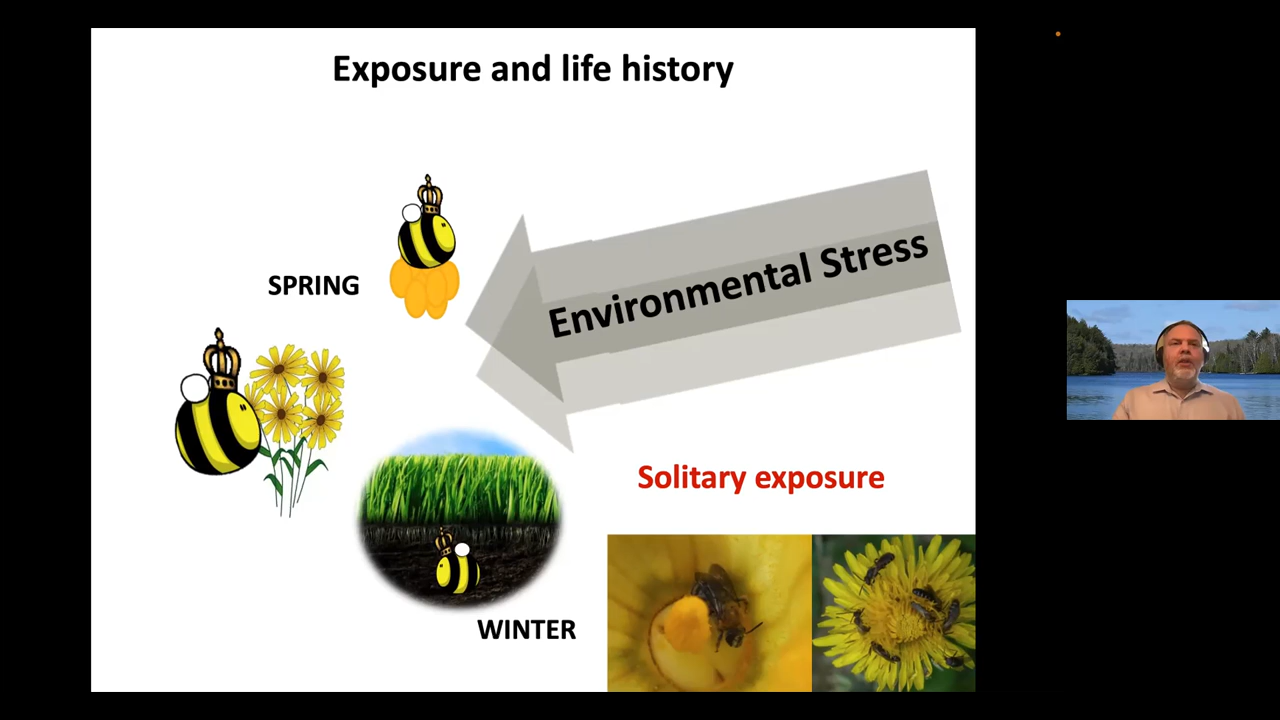 Exposure and life history
Environmental Stress
SPRING
Solitary exposure
WINTER